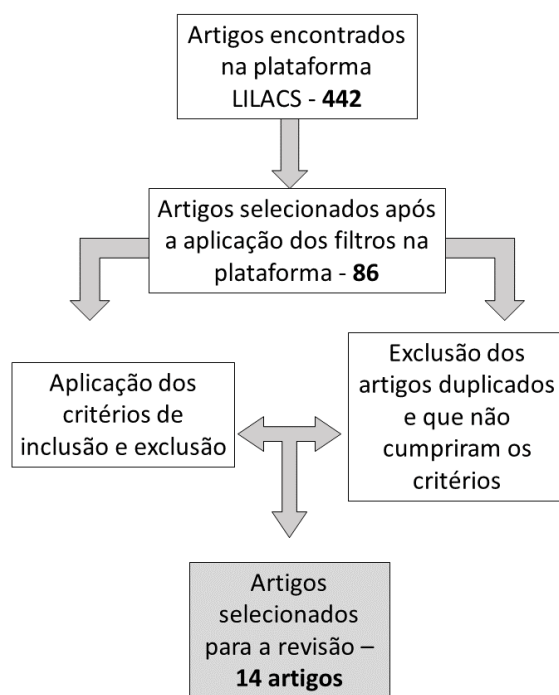 Artigos encontrados
na plataforma
LILACS - 442
Artigos selecionados após
a aplicação dos filtros na
plataforma - 86
Aplicação dos
critérios de
inclusão e exclusão
Exclusão dos
artigos duplicados
e que não
cumpriram os
critérios
Artigos
selecionados
para a revisão –
14 artigos